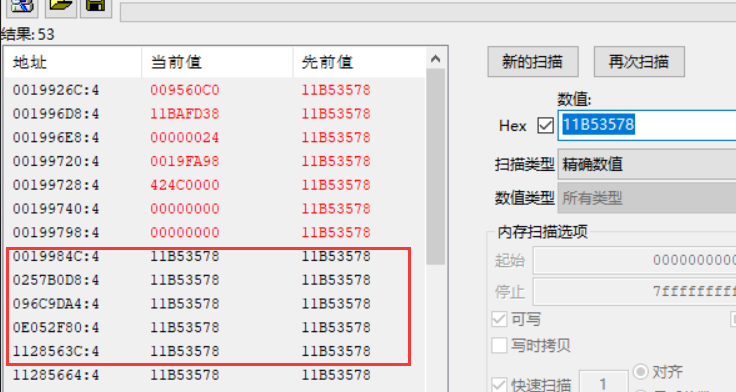 结果: 53
地址 当前值 先前值
0019926C:4 009560C0 11B53578
001996D8:4 11BAFD38 11B53578
001996E8:4 00000024 11B53578
00199720:4 0019FA98 11B53578
00199728:4 424C0000 11B53578
00199740:4 00000000 11B53578
00199798:4 00000000 11B53578
0019984C:4 11B53578 11B53578
0257B0D8:4 11B53578 11B53578
096C9DA4:4 11B53578 11B53578
0E052F80:4 11B53578 11B53578
1128563C:4 11B53578 11B53578
11285664:4 11B53578 11B53578
新的扫描 再次扫描
数值:
Hex 11B53578
扫描类型 精确数值
数值类型 所有类型
内存扫描选项
起始 0000000000
停止 7fffffffff
可写
写时拷贝
快速扫描 1 对齐